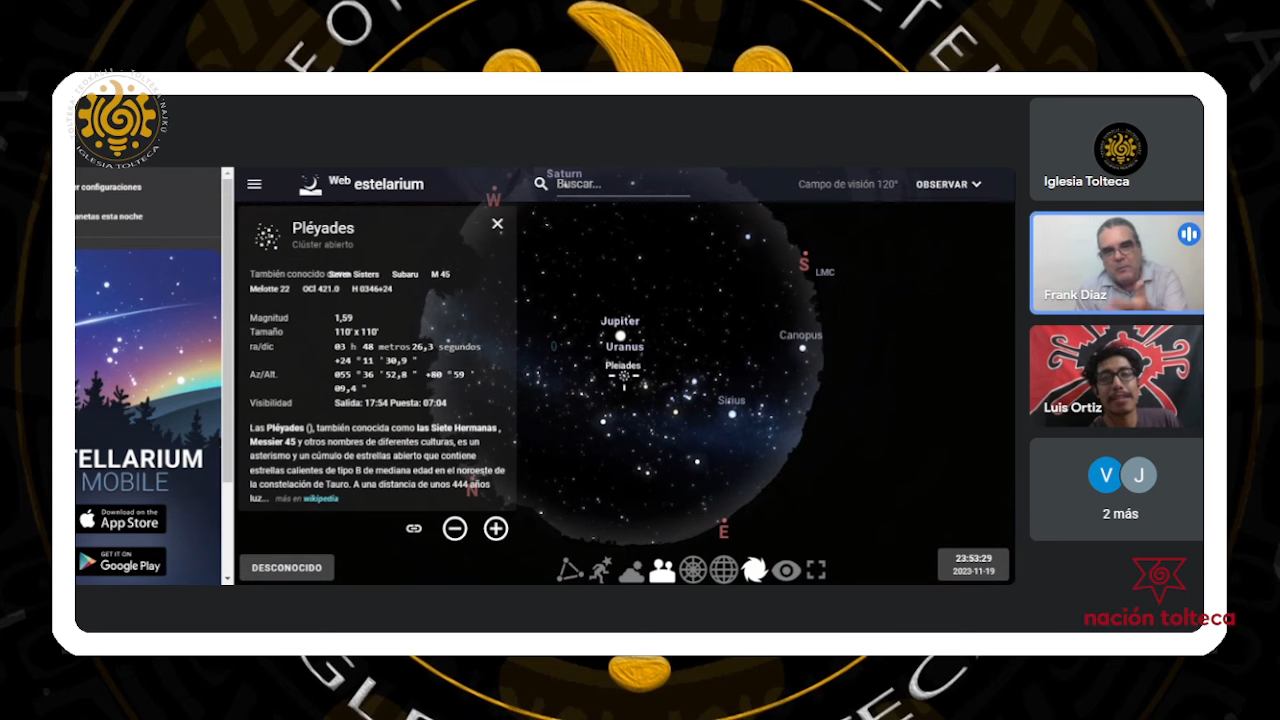 IGLESIA TOLTECA
er configuraciones
anetas esta noche
TELLARIUM
MOBILE
Download on the
App Store
GET IT ON
Google Play
Web estelarium
Saturn
Buscar...
Campo de visión 120°
OBSERVAR
W
Pléyades
Clúster abierto
También conocido
Seven Sisters Subaru M 45
Melotte 22 OCl 421.0 H 0346+24
Magnitud 1,59
Tamaño 110' x 110'
ra/dic 03 h 48 metros 26,3 segundos
+24 ° 11 ' 30,9 "
Az/Alt. 055 ° 36 ' 52,8 " +80 ° 59
09,4 "
Visibilidad Salida: 17:54 Puesta: 07:04
Las Pléyades (), también conocida como las Siete Hermanas ,
Messier 45 y otros nombres de diferentes culturas, es un
asterismo y un cúmulo de estrellas abierto que contiene
estrellas calientes de tipo B de mediana edad en el noroeste de
la constelación de Tauro. A una distancia de unos 444 años
luz... más en wikipedia
N
DESCONOCIDO
Jupiter
Uranus
Pleiades
S
LMC
Canopus
Sirius
E
23:53:29
2023-11-19
Iglesia Tolteca
Frank Díaz
Luis Ortiz
V J
2 más
nación tolteca